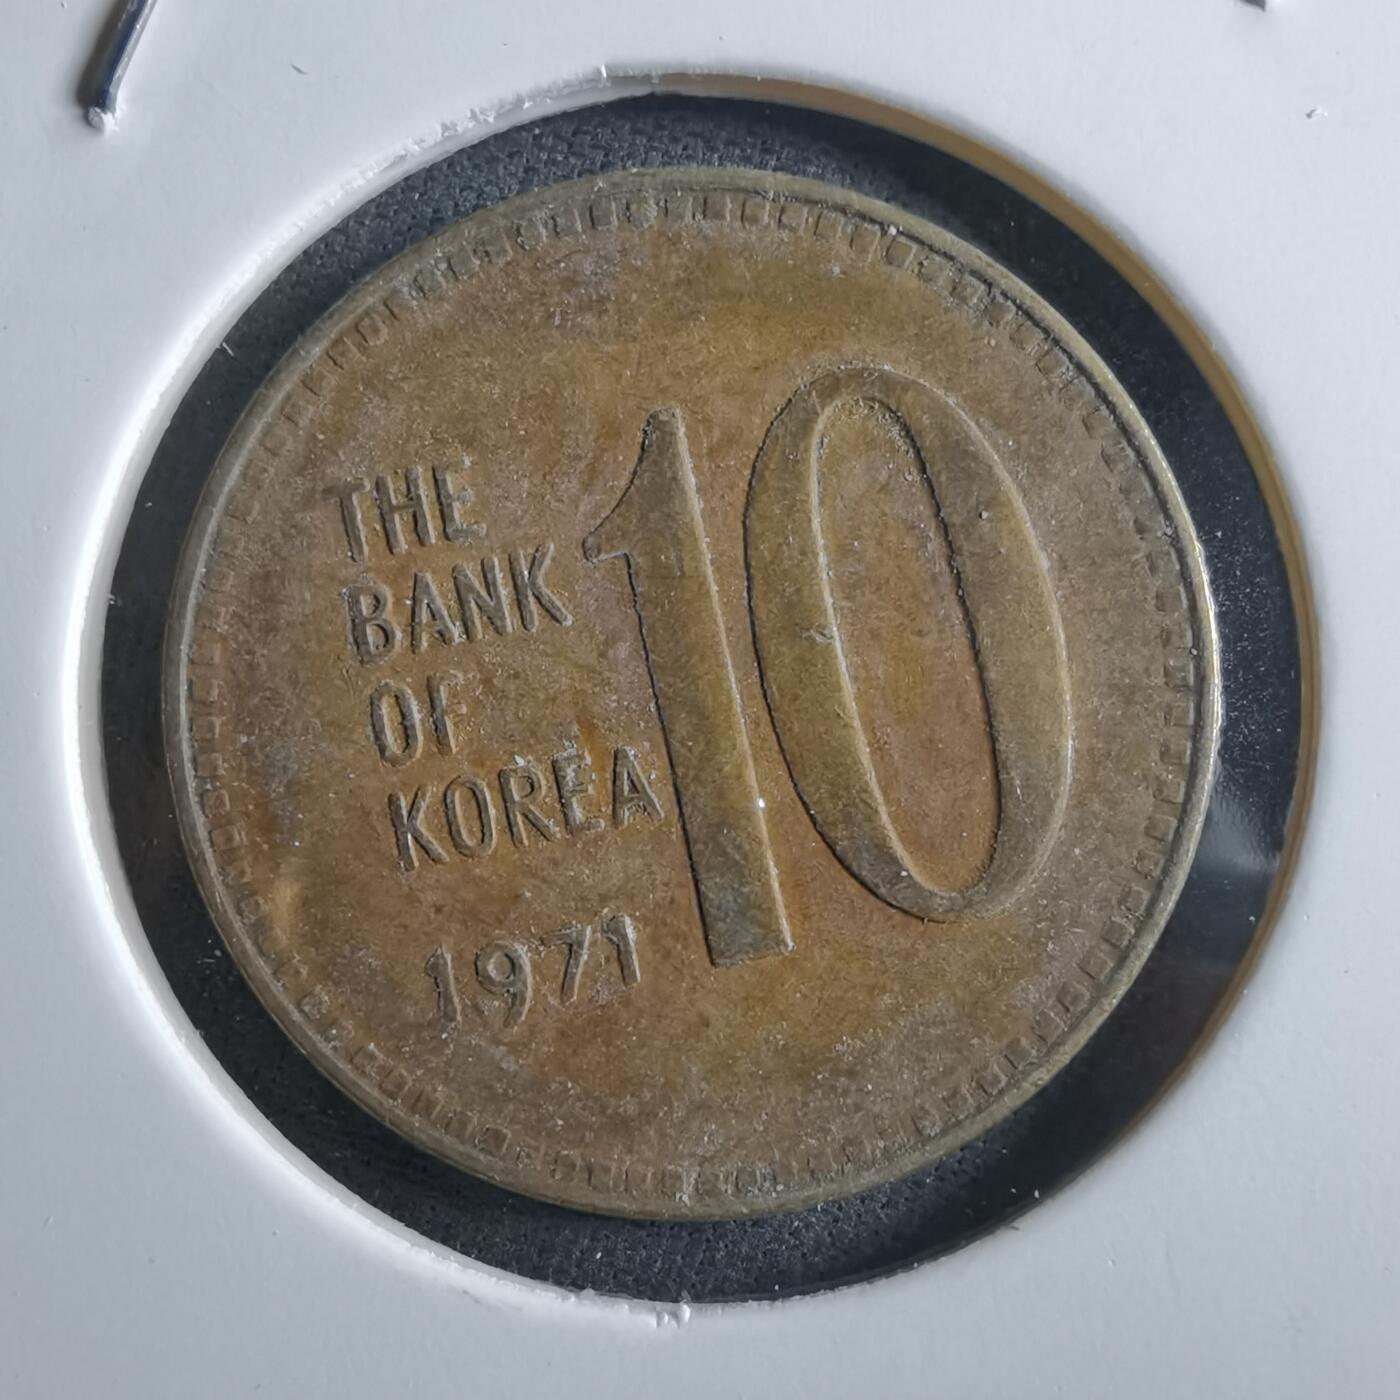 THE
BANK
OF
KOREA
1971
10